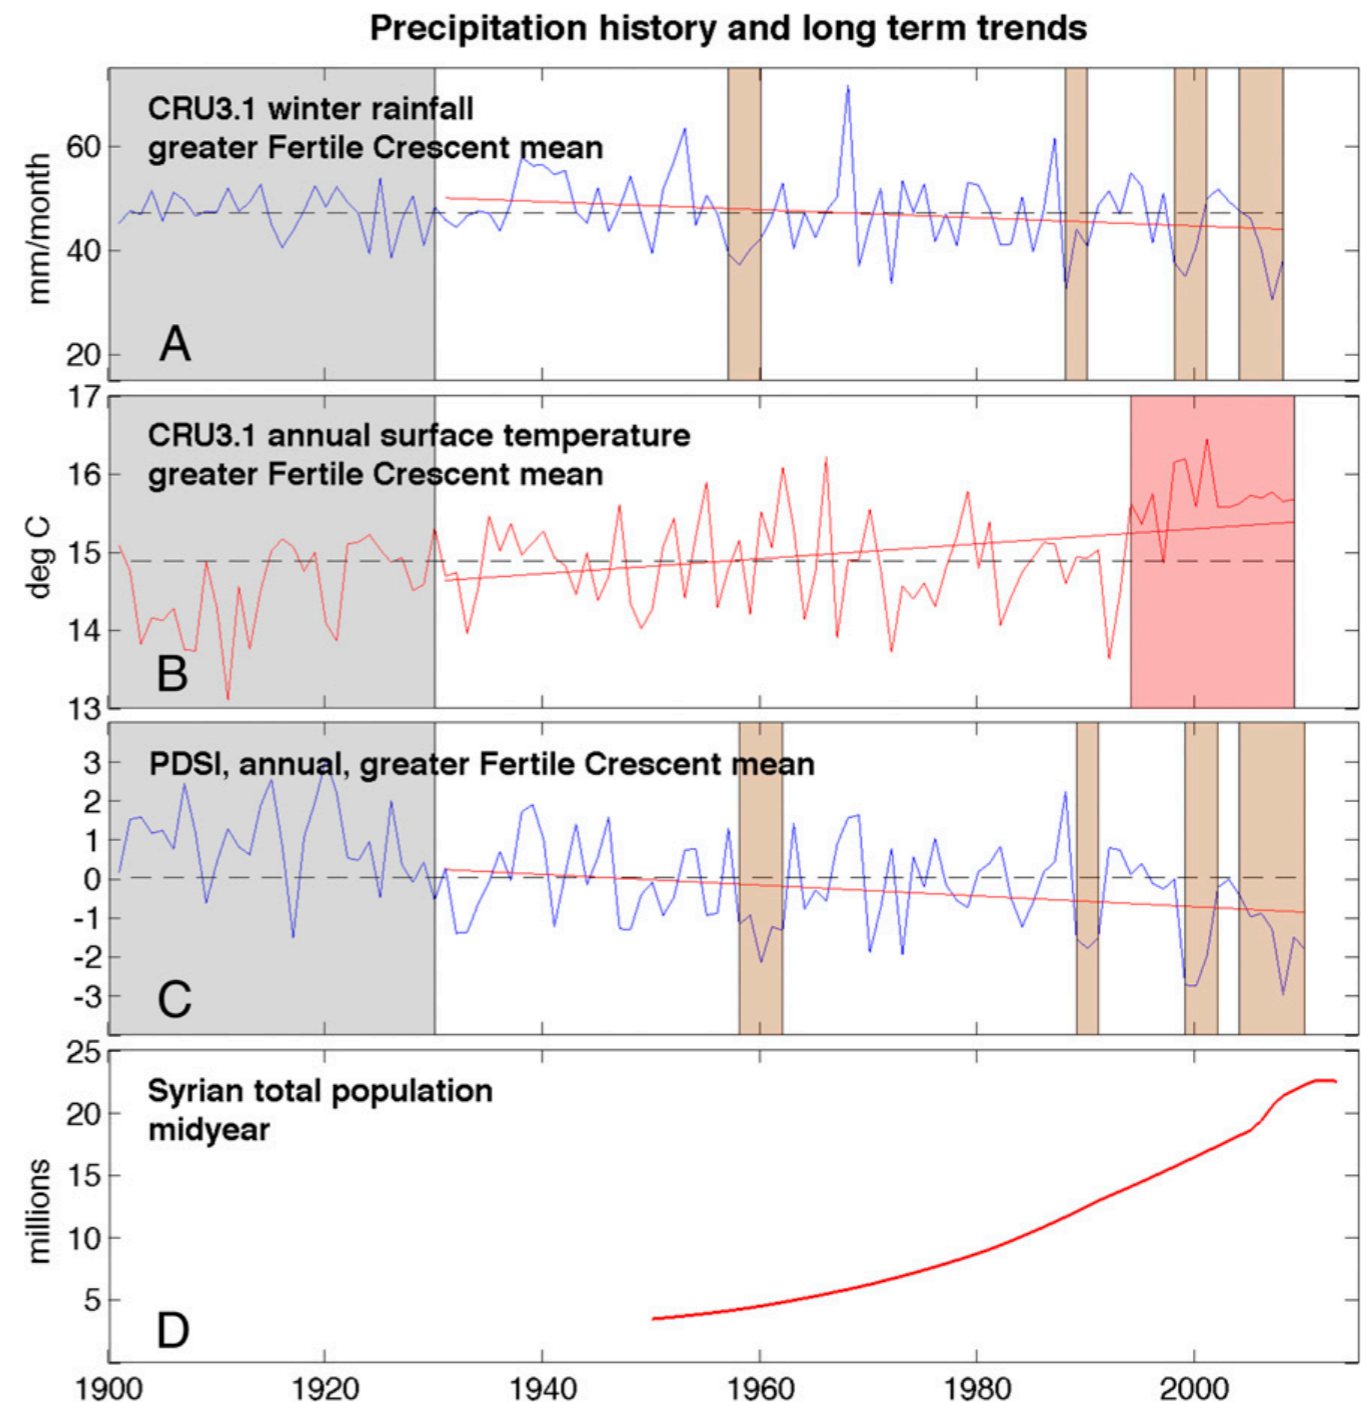 Precipitation history and long term trends
CRU3.1 winter rainfall
greater Fertile Crescent mean
mm/month
60
40
20
A
CRU3.1 annual surface temperature
greater Fertile Crescent mean
deg C
17
16
15
14
13
B
PDSI, annual, greater Fertile Crescent mean
3
2
1
0
-1
-2
-3
C
Syrian total population
midyear
millions
25
20
15
10
5
D
1900 1920 1940 1960 1980 2000